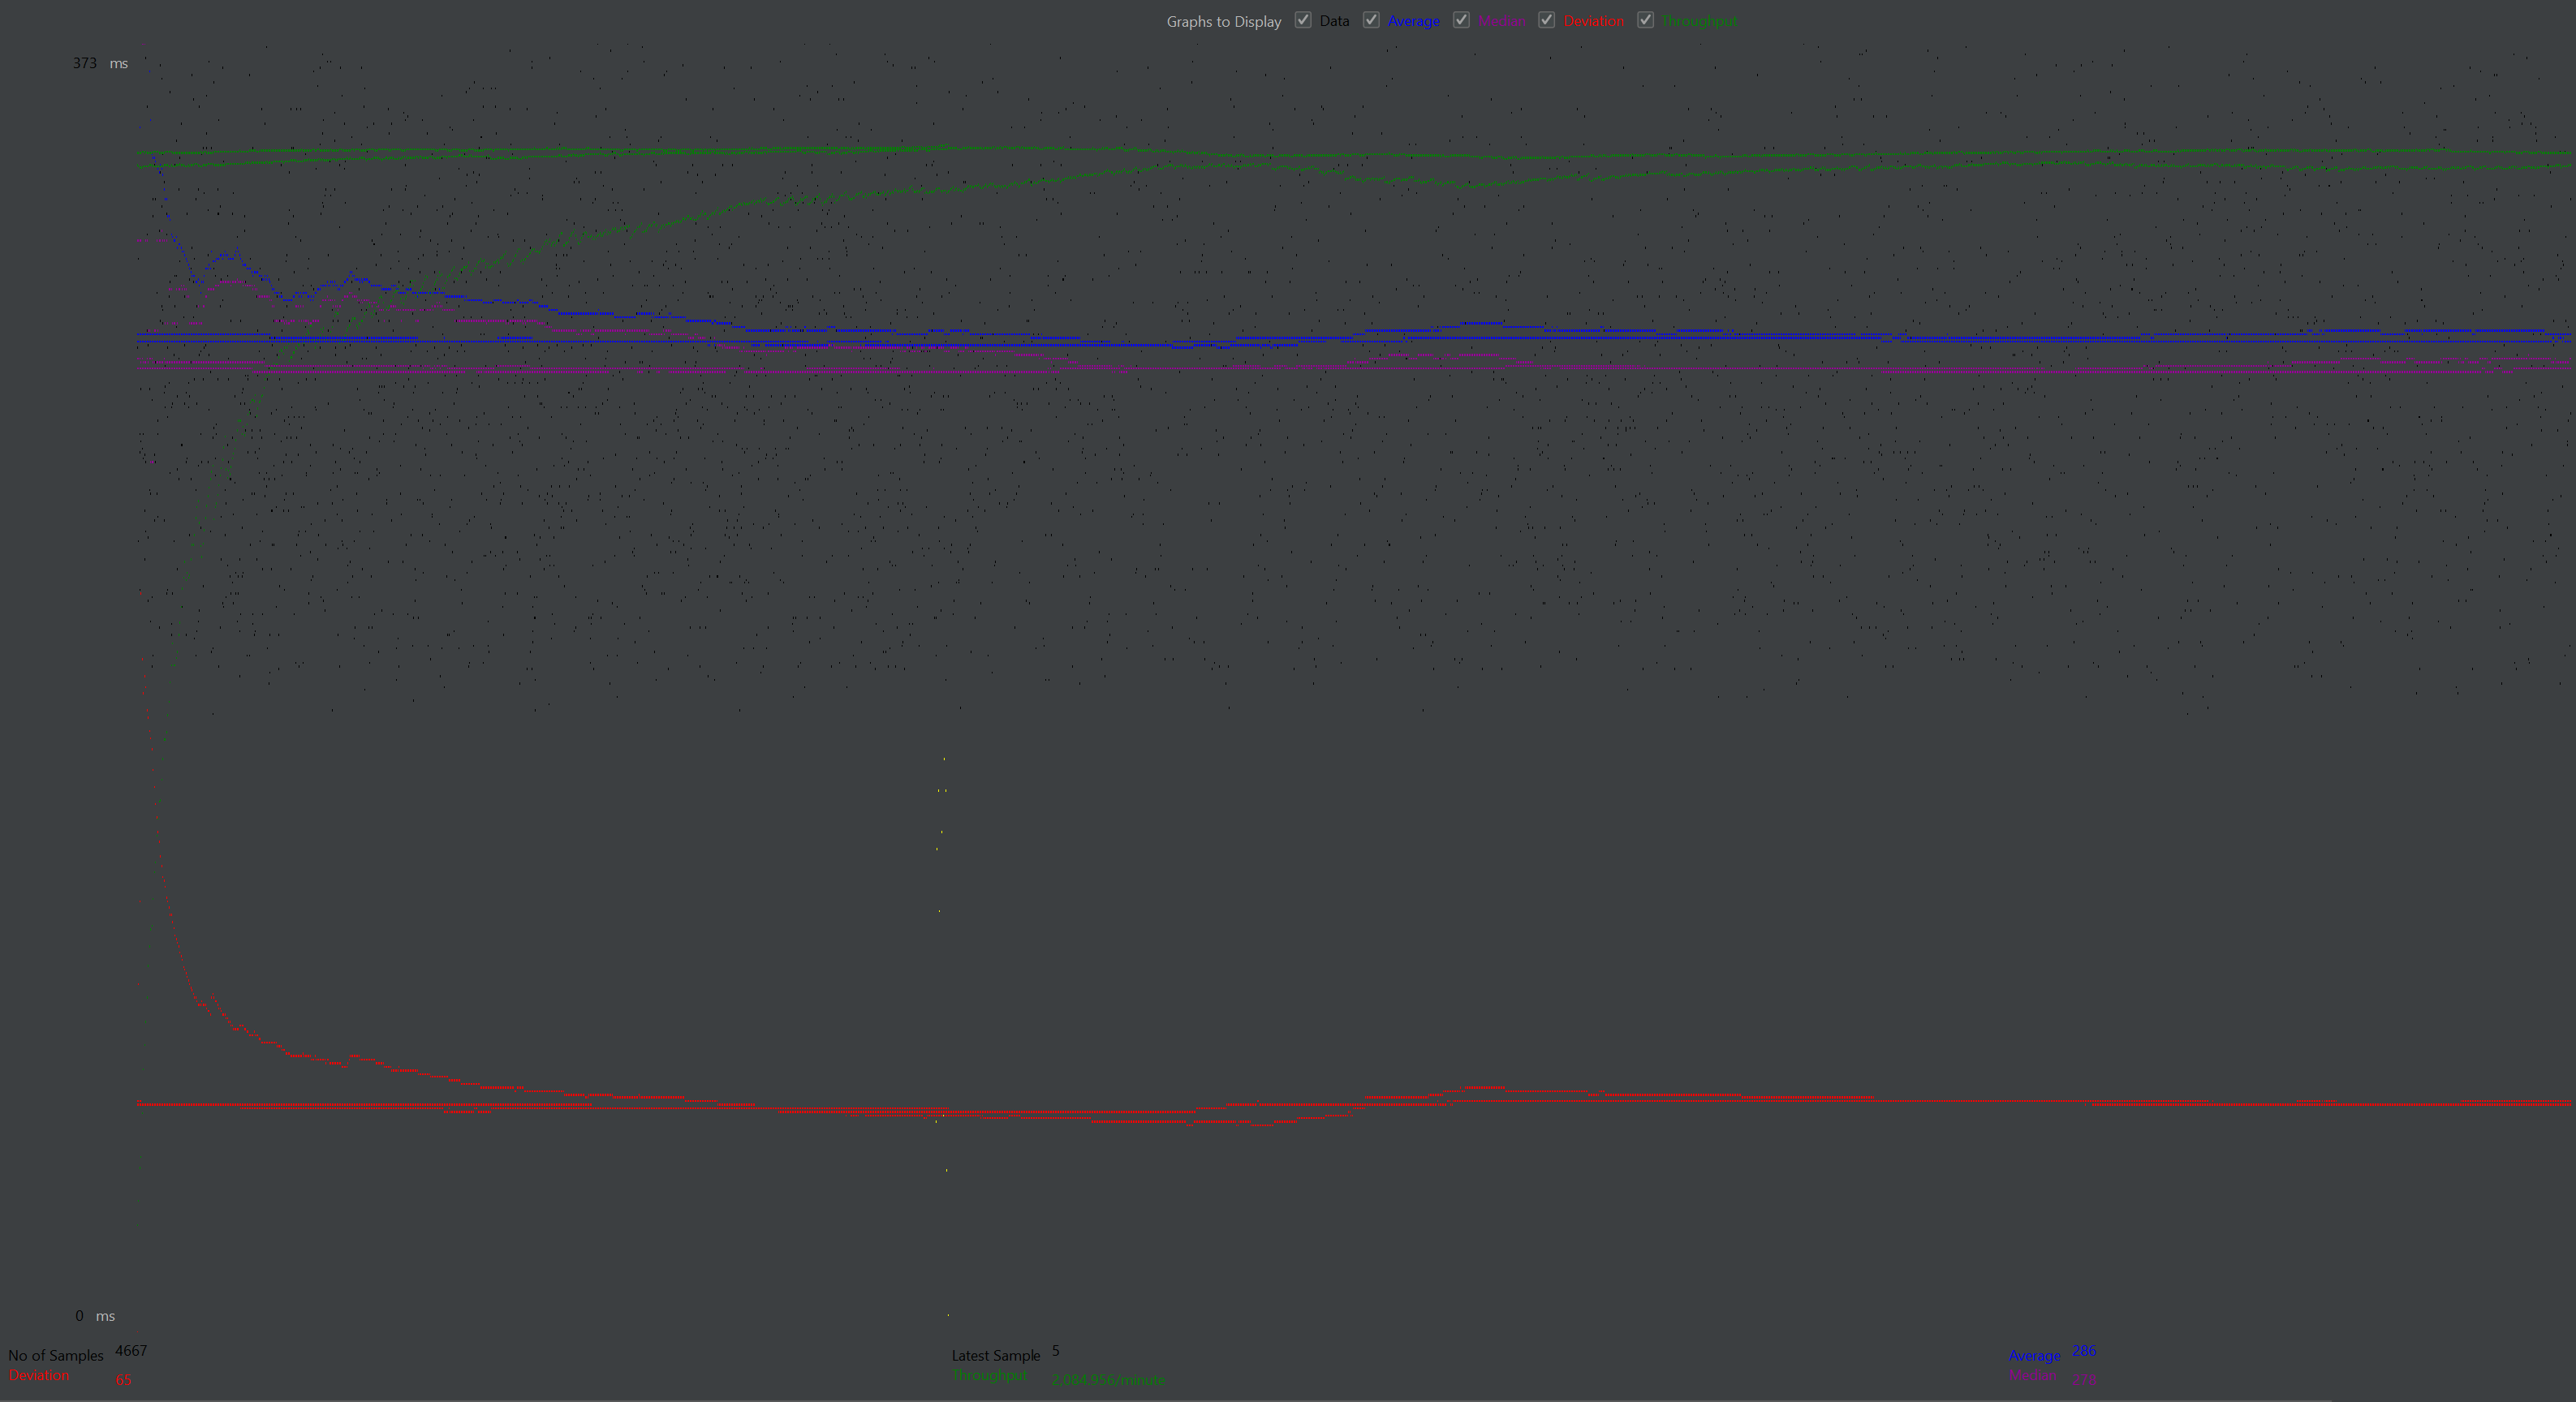 Graphs to Display Data Average Median Deviation Throughput
373 ms
0 ms
No of Samples 4667 Latest Sample 5 Average 286
Deviation 65 Throughput 2,084.956/minute Median 278